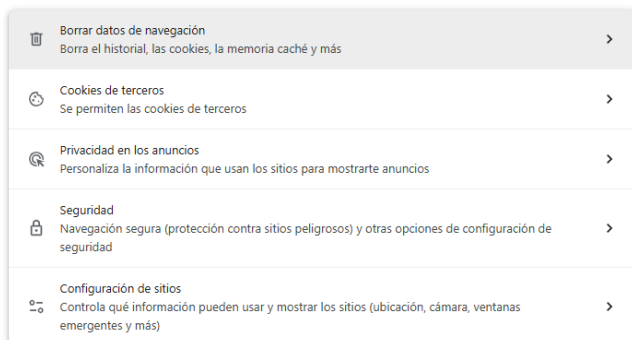 Borrar datos de navegación
Borra el historial, las cookies, la memoria caché y más
Cookies de terceros
Se permiten las cookies de terceros
Privacidad en los anuncios
Personaliza la información que usan los sitios para mostrarte anuncios
Seguridad
Navegación segura (protección contra sitios peligrosos) y otras opciones de configuración de
seguridad
Configuración de sitios
Controla qué información pueden usar y mostrar los sitios (ubicación, cámara, ventanas
emergentes y más)